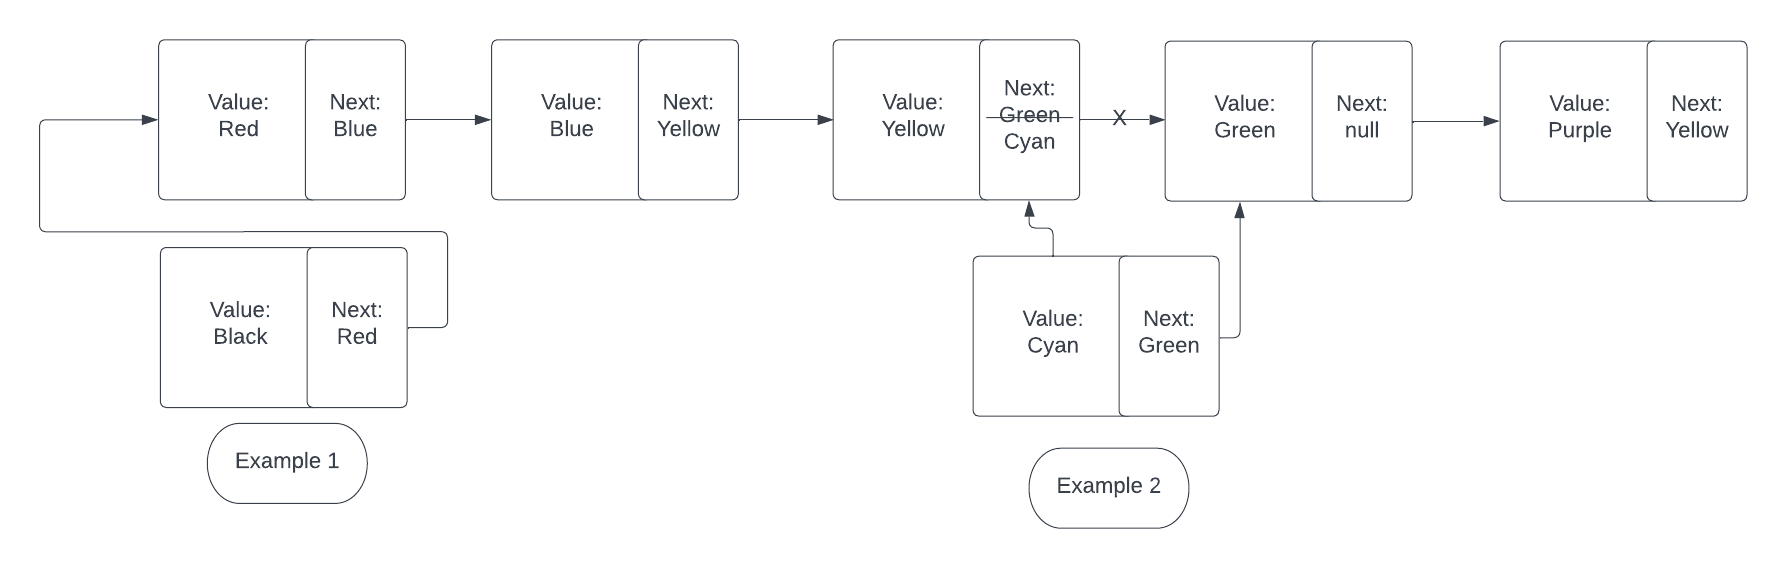 Value:
Red
Next:
Blue
Value:
Blue
Next:
Yellow
Value:
Yellow
Next:
Green
Cyan
X
Value:
Green
Next:
null
Value:
Purple
Next:
Yellow
Value:
Black
Next:
Red
Value:
Cyan
Next:
Green
Example 1
Example 2